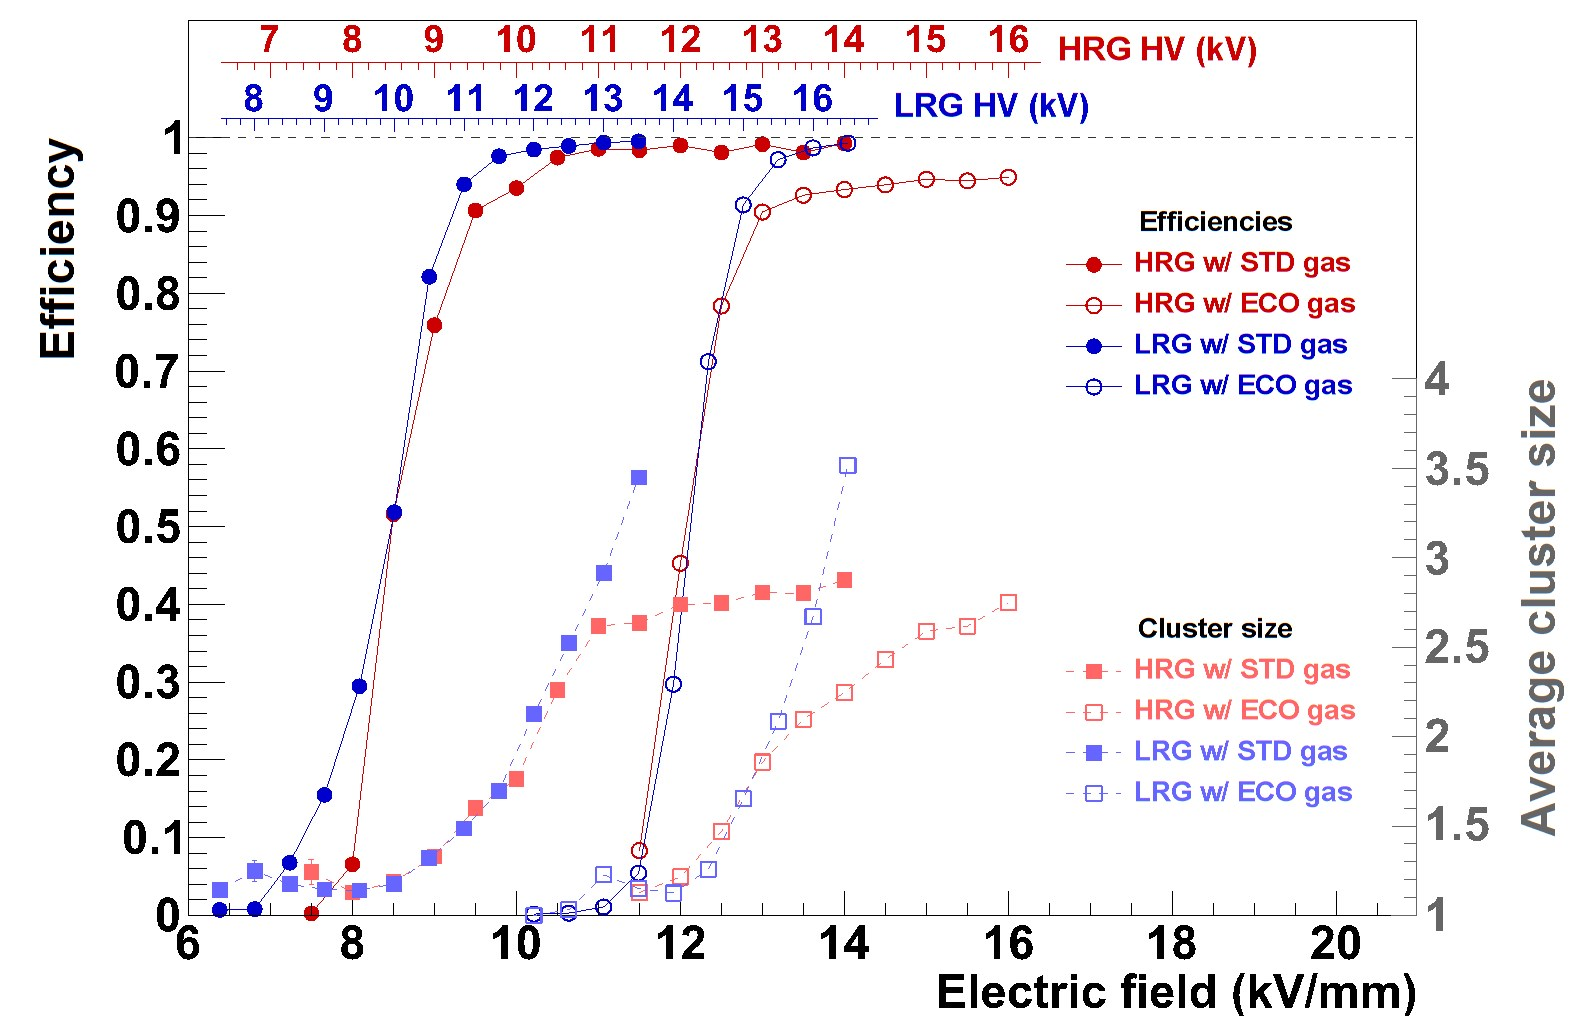 7 8 9 10 11 12 13 14 15 16 HRG HV (kV)
8 9 10 11 12 13 14 15 16 LRG HV (kV)
Efficiency
1
0.9
0.8
0.7
0.6
0.5
0.4
0.3
0.2
0.1
0
Efficiencies
HRG w/ STD gas
HRG w/ ECO gas
LRG w/ STD gas
LRG w/ ECO gas
Cluster size
HRG w/ STD gas
HRG w/ ECO gas
LRG w/ STD gas
LRG w/ ECO gas
4
3.5
3
2.5
2
1.5
1
Average cluster size
6 8 10 12 14 16 18 20
Electric field (kV/mm)